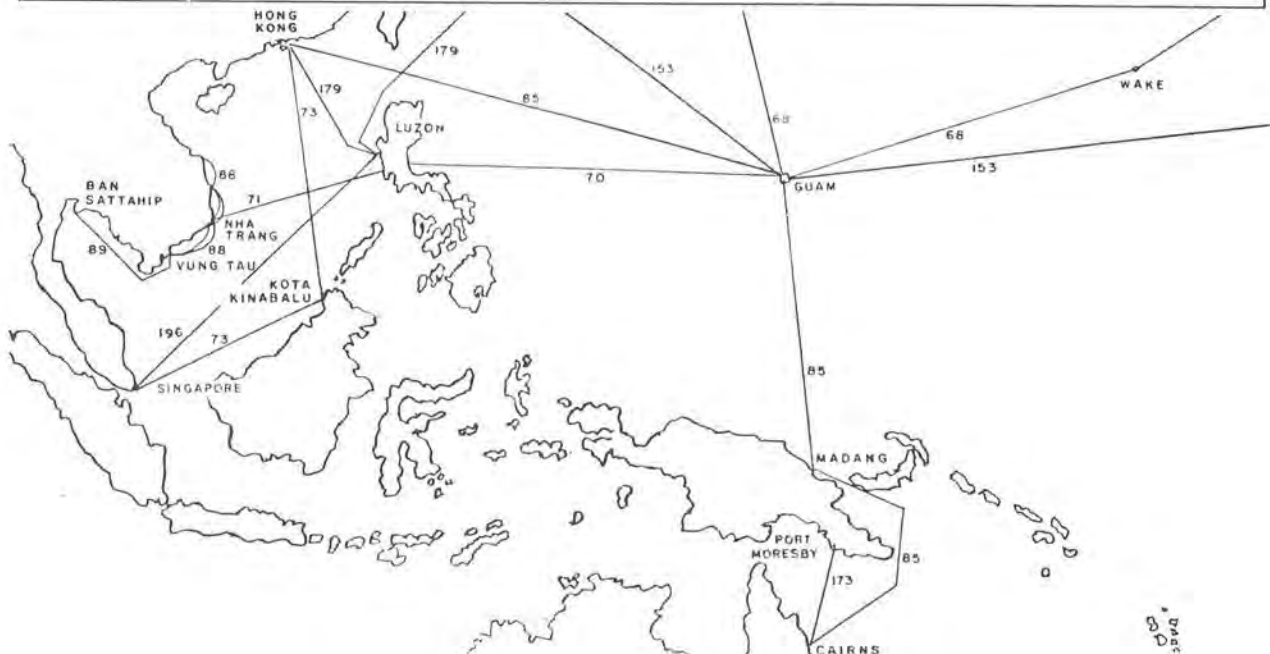 HONG
KONG
179
153
WAKE
179
85
73
68
LUZON
68
153
66
70
GUAM
BAN
SATTAHIP
71
NHA
TRANG
89
88
VUNG TAU
KOTA
KINABALU
196
73
SINGAPORE
85
MADANG
PORT
MORESBY
85
173
CAIRNS